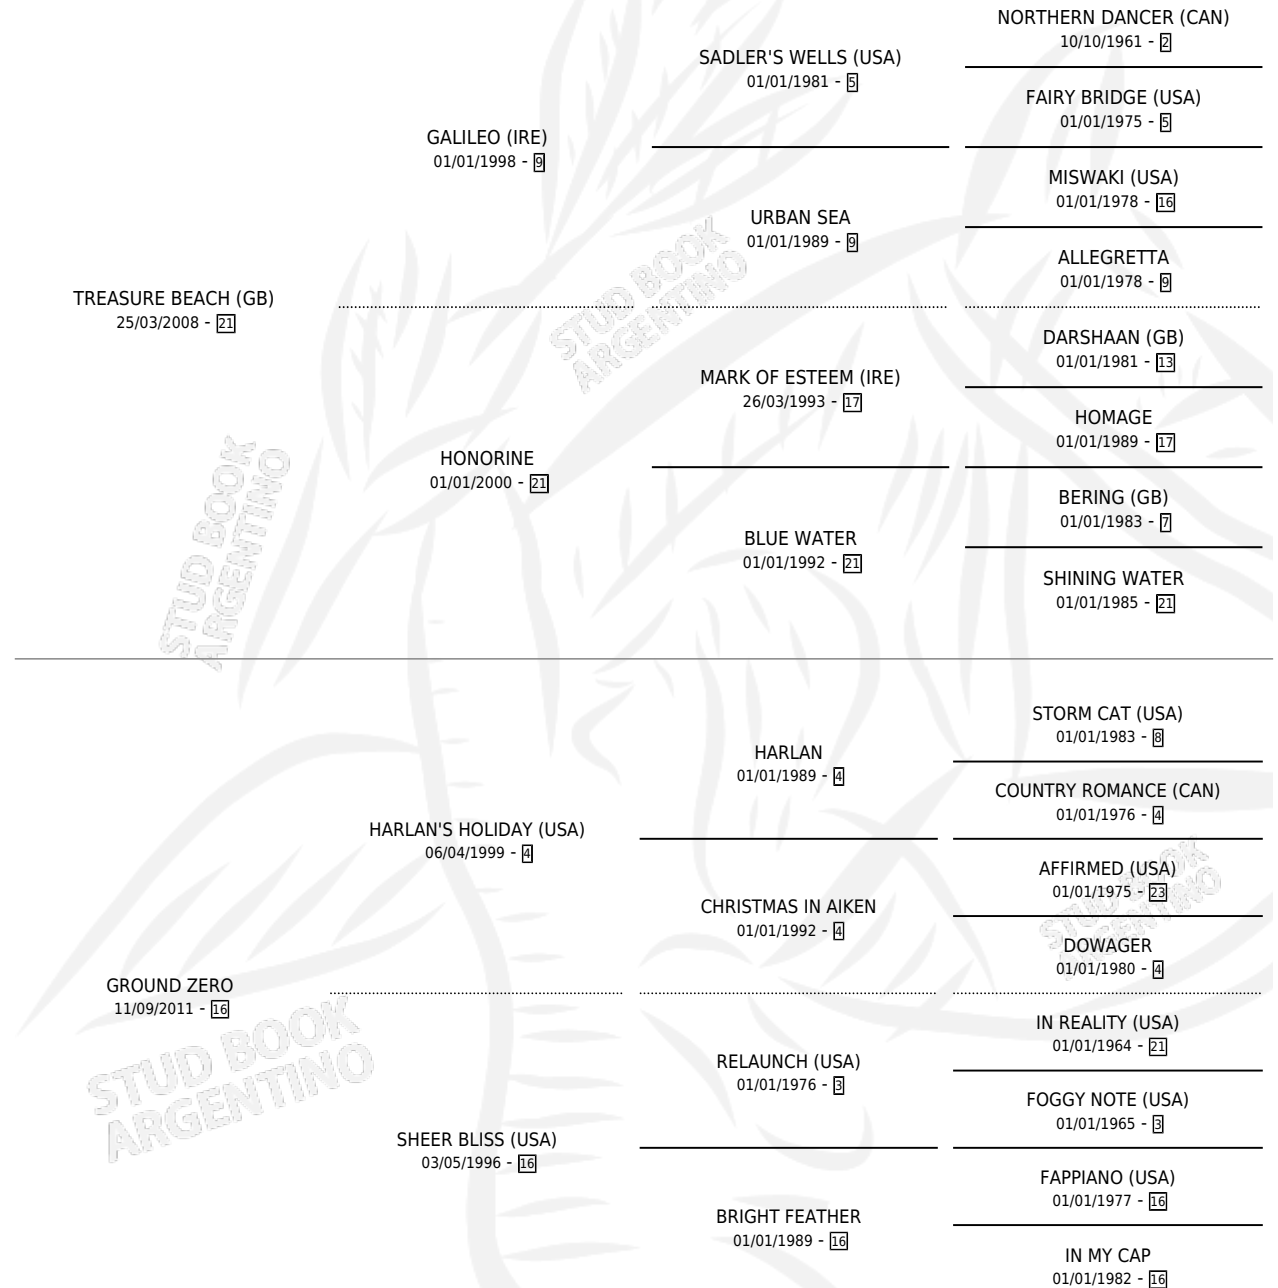 NORTHERN DANCER (CAN)
10/10/1961 - 2
SADLER'S WELLS (USA)
01/01/1981 - 5
FAIRY BRIDGE (USA)
01/01/1975 - 5
GALILEO (IRE)
01/01/1998 - 9
MISWAKI (USA)
01/01/1978 - 16
URBAN SEA
01/01/1989 - 9
ALLEGRETTA
01/01/1978 - 9
TREASURE BEACH (GB)
25/03/2008 - 21
DARSHAAN (GB)
01/01/1981 - 13
MARK OF ESTEEM (IRE)
26/03/1993 - 17
HOMAGE
01/01/1989 - 17
HONORINE
01/01/2000 - 21
BERING (GB)
01/01/1983 - 7
BLUE WATER
01/01/1992 - 21
SHINING WATER
01/01/1985 - 21
STORM CAT (USA)
01/01/1983 - 8
HARLAN
01/01/1989 - 4
COUNTRY ROMANCE (CAN)
01/01/1976 - 4
HARLAN'S HOLIDAY (USA)
06/04/1999 - 4
AFFIRMED (USA)
01/01/1975 - 23
CHRISTMAS IN AIKEN
01/01/1992 - 4
DOWAGER
01/01/1980 - 4
GROUND ZERO
11/09/2011 - 16
IN REALITY (USA)
01/01/1964 - 21
RELAUNCH (USA)
01/01/1976 - 3
FOGGY NOTE (USA)
01/01/1965 - 3
SHEER BLISS (USA)
03/05/1996 - 16
FAPPIANO (USA)
01/01/1977 - 16
BRIGHT FEATHER
01/01/1989 - 16
IN MY CAP
01/01/1982 - 16
STUD BOOK
ARGENTINO
STUD BOOK
ARGENTINO
STUD BOOK
ARGENTINO
STUD BOOK
ARGENTINO